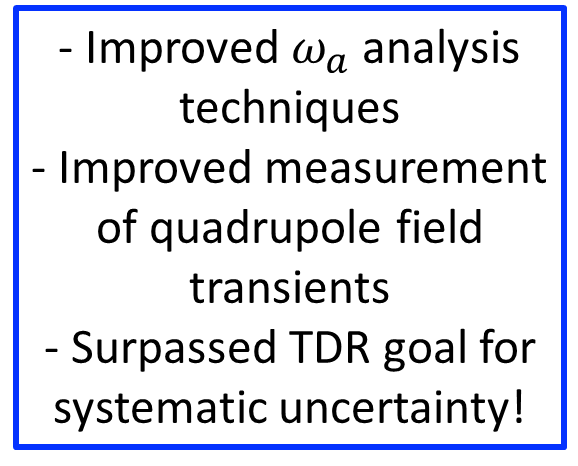 - Improved ωₐ analysis
techniques
- Improved measurement
of quadrupole field
transients
- Surpassed TDR goal for
systematic uncertainty!